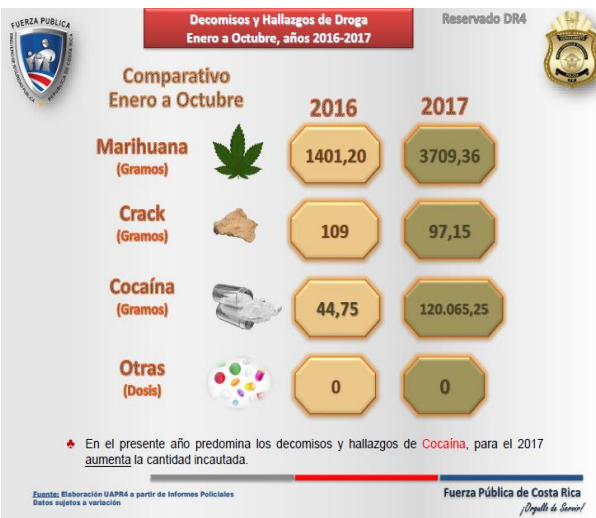 FUERZA PUBLICA
Decomisos y Hallazgos de Droga
Enero a Octubre, años 2016-2017
Reservado DR4
Comparativo
Enero a Octubre
2016
2017
Marihuana
(Gramos)
1401,20
3709,36
Crack
(Gramos)
109
97,15
Cocaína
(Gramos)
44,75
120.065,25
Otras
(Dosis)
0
0
En el presente año predomina los decomisos y hallazgos de Cocaína, para el 2017
aumenta la cantidad incautada.
Fuente: Elaboración UAPR4 a partir de Informes Policiales
Datos sujetos a variación
Fuerza Pública de Costa Rica
¡Orgullo de Servir!